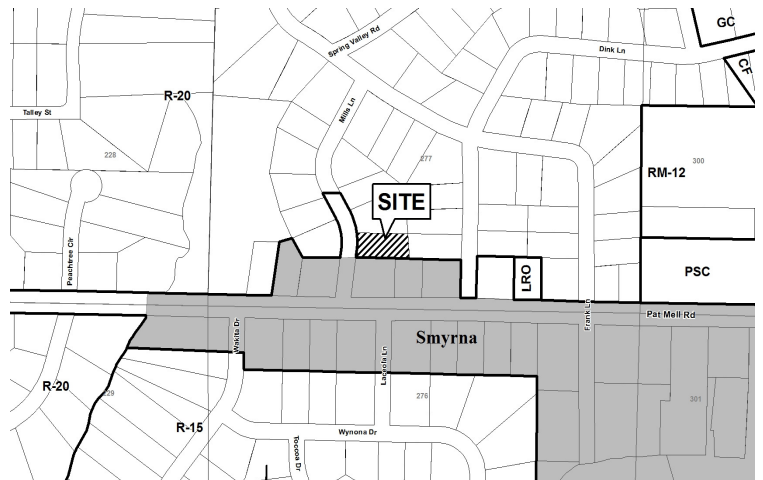 GC
Spring Valley Rd
Dink Ln
CF
R-20
Mills Ln
Talley St
228
277
300
RM-12
SITE
Peachtree Cir
LRO
PSC
Frank Ln
Pat Mell Rd
Wakita Dr
Smyrna
Laceola Ln
R-20
229
276
301
R-15
Wynona Dr
Toccoa Dr